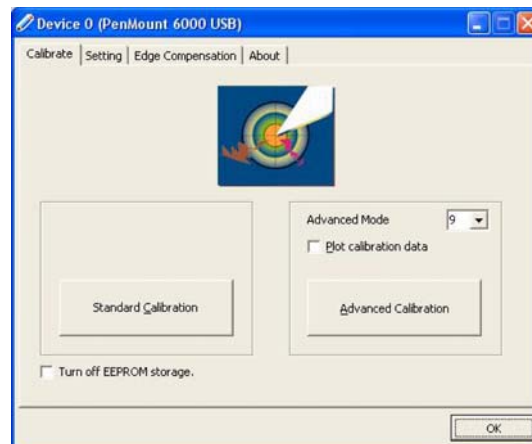 Device 0 (PenMount 6000 USB)
Calibrate Setting Edge Compensation About
Advanced Mode 9
Plot calibration data
Standard Calibration Advanced Calibration
Turn off EEPROM storage.
OK